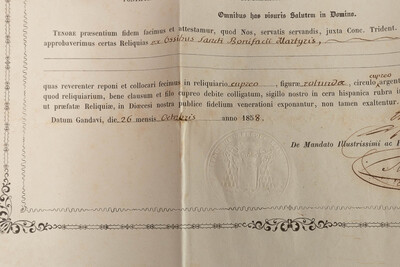 Omnibus has visuris Salutem in Domino.
TENORE præsentium fidem facimus et attestamur, quod Nos, servatis servandis, juxta Conc. Trident.
approbaverimus certas Reliquias ex Ossibus Sancti Bonifacii Martyris,
quas reverenter reponi et collocari fecimus in reliquiario cupreo, figuræ rotundæ, circulo argent
cupreo
quod reliquiarium, bene clausum et filo cupreo debite colligatum, sigillo nostro in cera hispanica rubra
ut præfatæ Reliquiæ, in Diœcesi nostra publicæ fidelium venerationi exponantur, non tamen exaltentur.
Datum Gandavi, die 26 mensis Octobris anno 1858.
De Mandato Illustrissimi ac